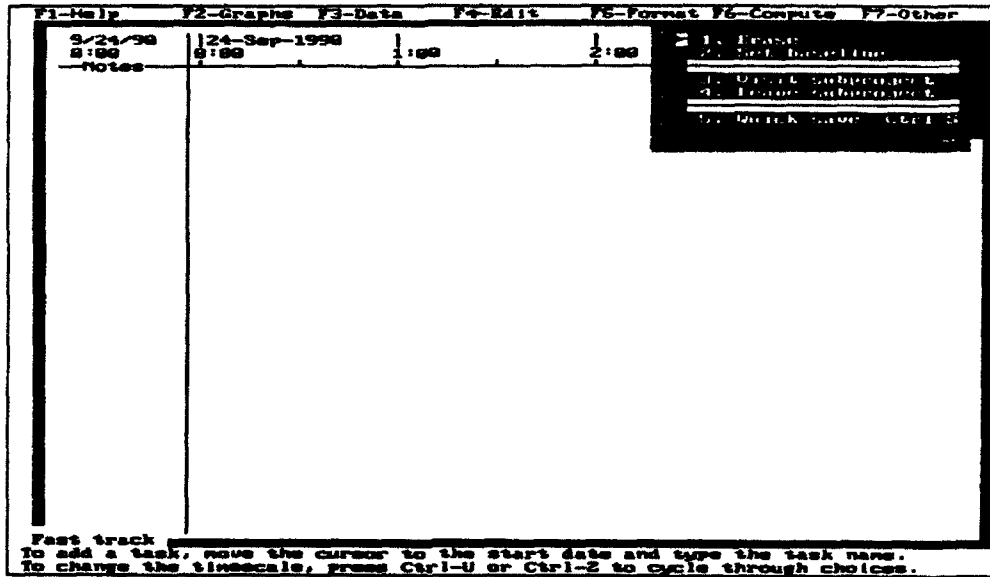 F1-Help F2-Graphs F3-Data F4-Edit F5-Format F6-Compute F7-Other
9/24/90 24-Sep-1990
0:00 0:00 1:00 2:00
Notes
1. Erase
2. Set baseline
3. Visit subproject
4. Leave subproject
5. Quick save Ctrl S
Fast track
To add a task, move the cursor to the start date and type the task name.
To change the timescale, press Ctrl-U or Ctrl-Z to cycle through choices.